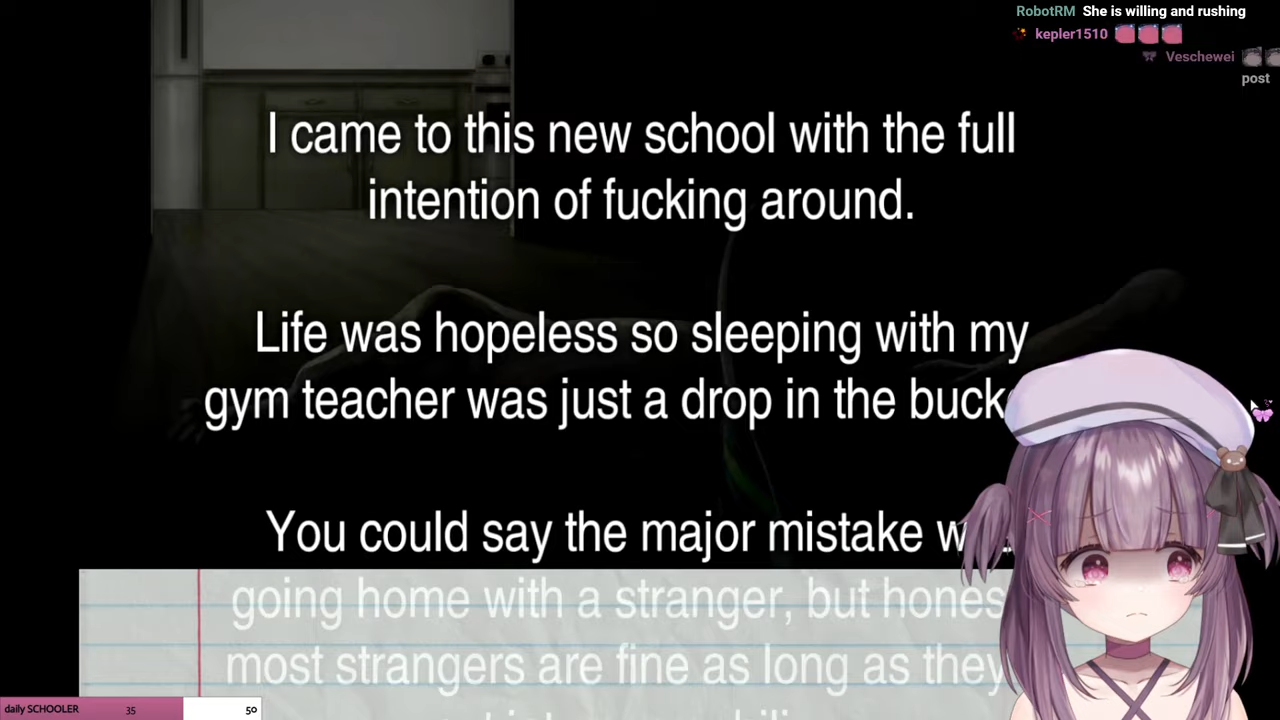 RobotRM She is willing and rushing
kepler1510
Veschewei
post
I came to this new school with the full
intention of fucking around.
Life was hopeless so sleeping with my
gym teacher was just a drop in the
You could say the major mistake
going home with a stranger, but
most strangers are fine as long as they
daily SCHOOLER 35 50